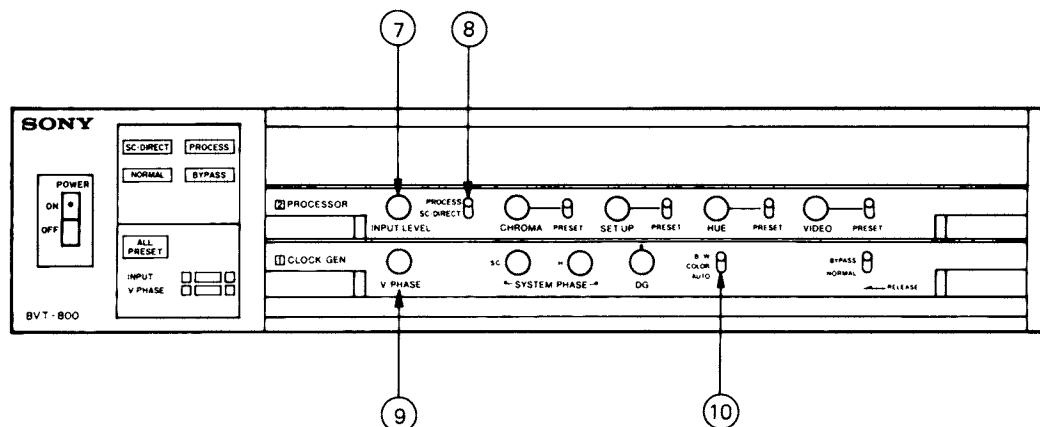 7 8
SONY
SC-DIRECT PROCESS
NORMAL BYPASS
POWER
ON
OFF
ALL
PRESET
INPUT
V PHASE
BVT-800
2 PROCESSOR
INPUT LEVEL
PROCESS
SC-DIRECT
CHROMA PRESET SET UP PRESET HUE PRESET VIDEO PRESET
1 CLOCK GEN
V PHASE
SC H
SYSTEM PHASE
DG
B W
COLOR
AUTO
BYPASS
NORMAL
RELEASE
9 10